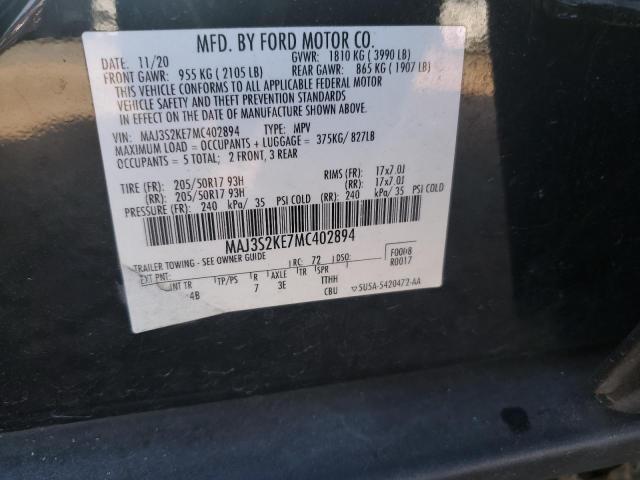 MFD. BY FORD MOTOR CO.
DATE: 11/20 GVWR: 1810 KG ( 3990 LB)
FRONT GAWR: 955 KG ( 2105 LB) REAR GAWR: 865 KG ( 1907 LB)
THIS VEHICLE CONFORMS TO ALL APPLICABLE FEDERAL MOTOR
VEHICLE SAFETY AND THEFT PREVENTION STANDARDS
IN EFFECT ON THE DATE OF MANUFACTURE SHOWN ABOVE.
VIN: MAJ3S2KE7MC402894 TYPE: MPV
MAXIMUM LOAD = OCCUPANTS + LUGGAGE = 375KG/ 827LB
OCCUPANTS = 5 TOTAL; 2 FRONT, 3 REAR
TIRE (FR): 205/50R17 93H RIMS (FR): 17x7.0J
(RR): 205/50R17 93H (RR): 17x7.0J
PRESSURE (FR): 240 kPa/ 35 PSI COLD (RR): 240 kPa/ 35 PSI COLD
MAJ3S2KE7MC402894
TRAILER TOWING - SEE OWNER GUIDE
EXT PNT: RC: 72 DSO: R0017
INT TR TP/PS R AXLE TR SPR
4B 7 3E ITHH
CBU 5U5A-5420472-AA